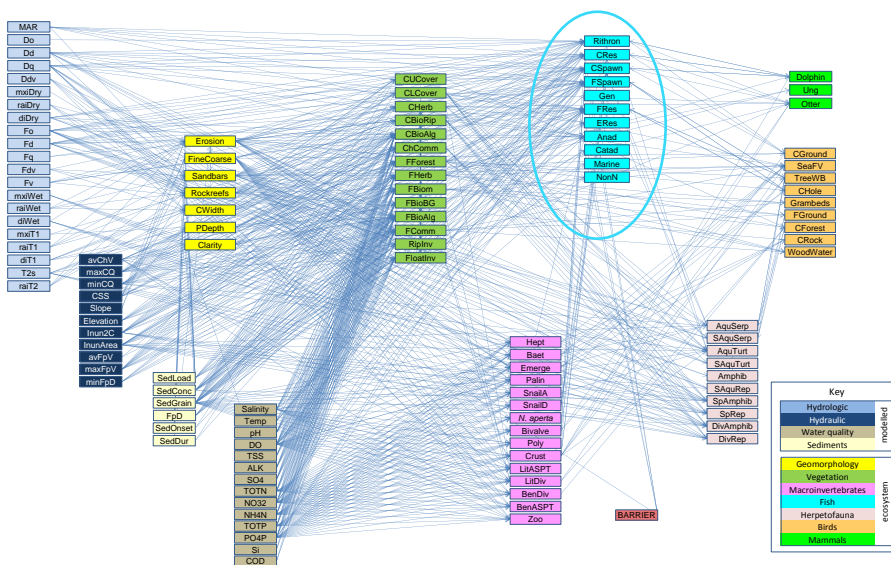 MAR
Do
Dd
Dq
Ddv
mxiDry
raiDry
diDry
Fo
Fd
Fq
Fdv
Fv
mxiWet
raiWet
diWet
mxiT1
raiT1
diT1
T2s
raiT2
avChV
maxCQ
minCQ
CSS
Slope
Elevation
Inun2C
InunArea
avFpV
maxFpV
minFpD
Erosion
FineCoarse
Sandbars
Rockreefs
CWidth
PDepth
Clarity
SedLoad
SedConc
SedGrain
FpD
SedOnset
SedDur
Salinity
Temp
pH
DO
TSS
ALK
SO4
TOTN
NO32
NH4N
TOTP
PO4P
Si
COD
CUCover
CLCover
CHerb
CBioRip
CBioAlg
ChComm
FForest
FHerb
FBiom
FBioBG
FBioAlg
FComm
RipInv
FloatInv
Hept
Baet
Emerge
Palin
SnailA
SnailD
N. aperta
Bivalve
Poly
Crust
LitASPT
LitDiv
BenDiv
BenASPT
Zoo
Rithron
CRes
CSpawn
FSpawn
Gen
FRes
ERes
Anad
Catad
Marine
NonN
BARRIER
AquSerp
SAquSerp
AquTurt
SAquTurt
Amphib
SAquRep
SpAmphib
SpRep
DivAmphib
DivRep
Dolphin
Ung
Otter
CGround
SeaFV
TreeWB
CHole
Grambeds
FGround
CForest
CRock
WoodWater
Key
Hydrologic
Hydraulic
Water quality
Sediments
modelled
Geomorphology
Vegetation
Macroinvertebrates
Fish
Herpetofauna
Birds
Mammals
ecosystem